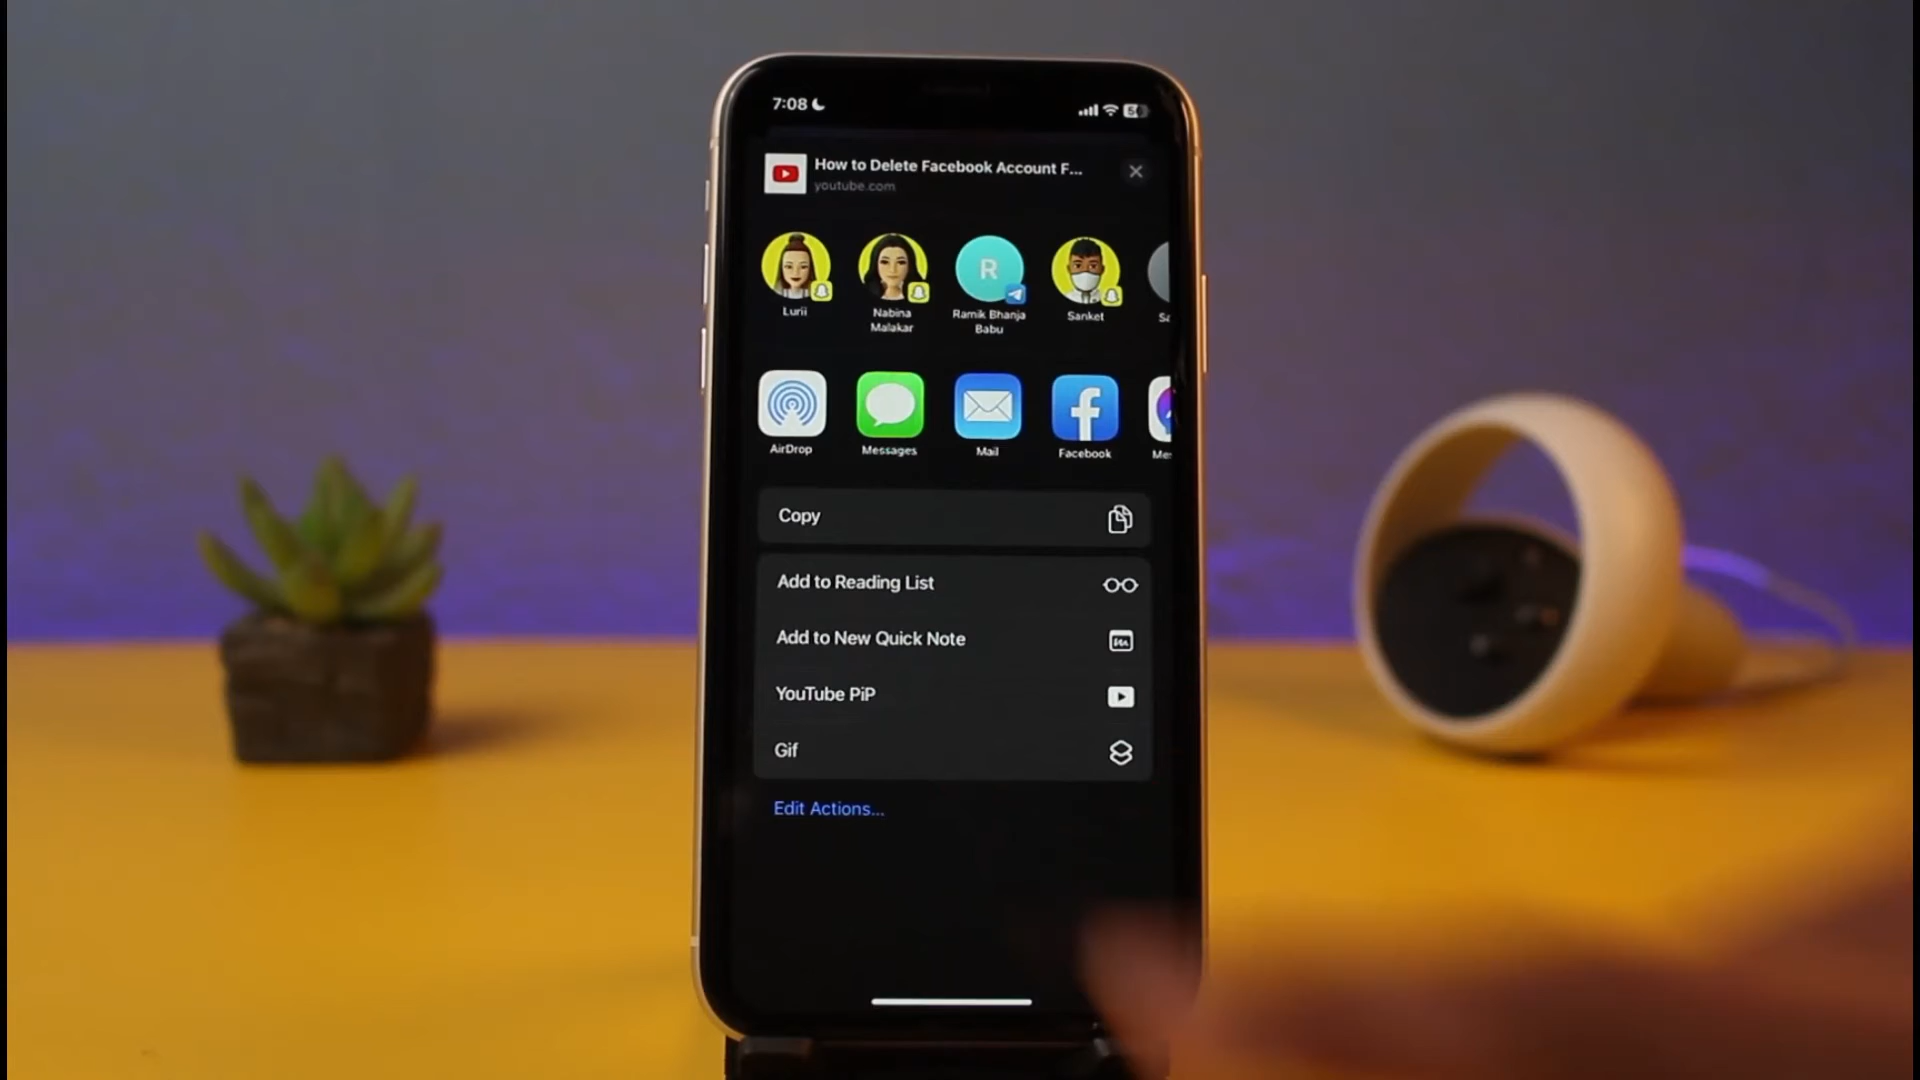 7:08
How to Delete Facebook Account F...
youtube.com
R
Lurii
Nabina
Malakar
Ramik Bhanja
Babu
Sanket
AirDrop
Messages
Mail
Facebook
Copy
Add to Reading List
Add to New Quick Note
YouTube PiP
Gif
Edit Actions...